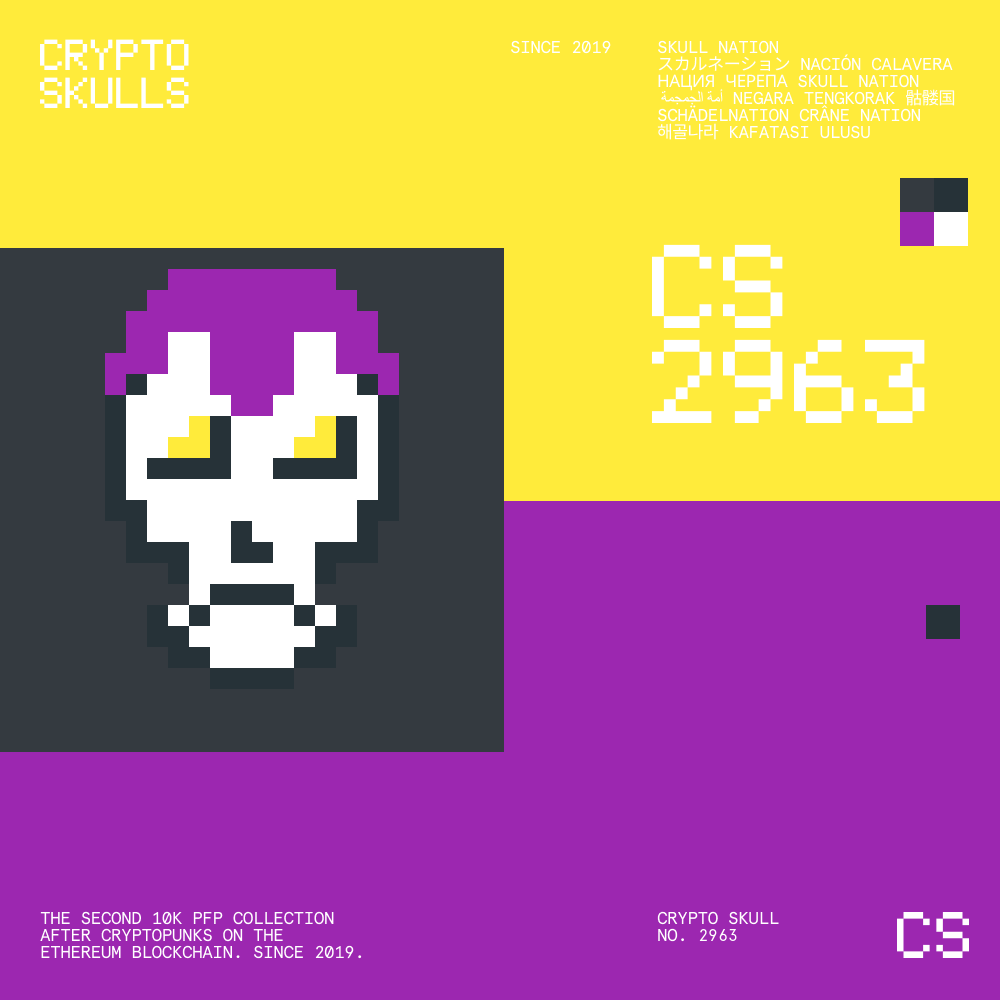 CRYPTO
SKULLS
SINCE 2019
SKULL NATION
スカルネーション NACIÓN CALAVERA
НАЦИЯ ЧЕРЕПА SKULL NATION
أمة الجمجمة NEGARA TENGKORAK 骷髅国
SCHÄDELNATION CRÂNE NATION
해골나라 KAFATASI ULUSU
CS
2963
THE SECOND 10K PFP COLLECTION
AFTER CRYPTOPUNKS ON THE
ETHEREUM BLOCKCHAIN. SINCE 2019.
CRYPTO SKULL
NO. 2963
CS